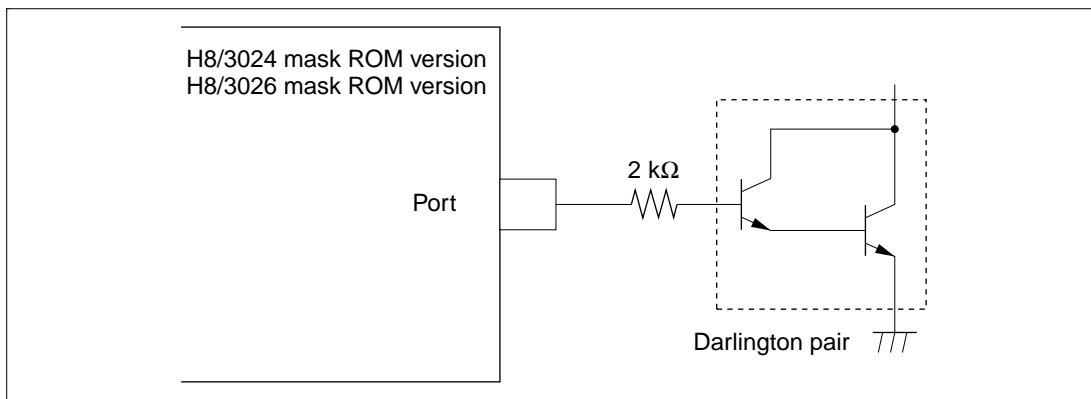 H8/3024 mask ROM version
H8/3026 mask ROM version
2 kΩ
Port
Darlington pair